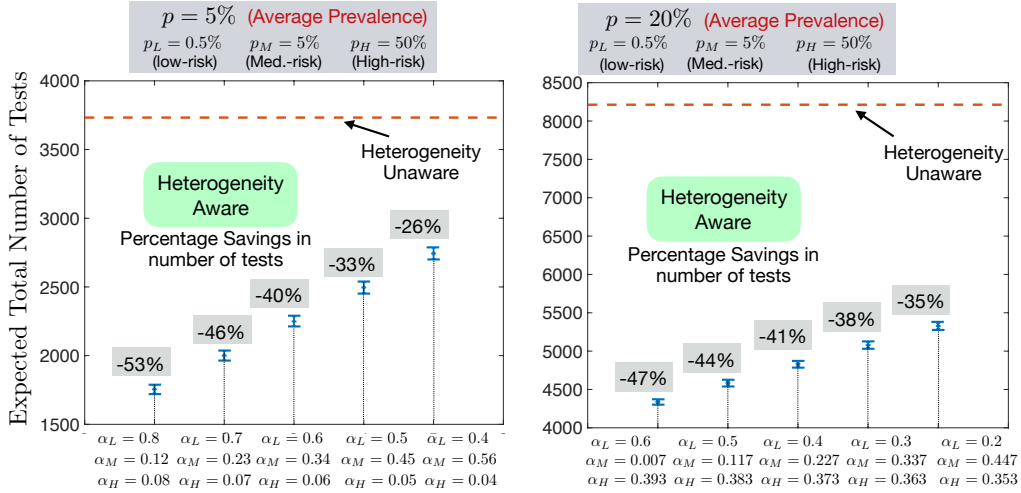 p = 5% (Average Prevalence)
p_L = 0.5% p_M = 5% p_H = 50%
(low-risk) (Med.-risk) (High-risk)
Expected Total Number of Tests
4000
3500
3000
2500
2000
1500
Heterogeneity
Unaware
Heterogeneity
Aware
Percentage Savings in
number of tests
-53%
-46%
-40%
-33%
-26%
α_L = 0.8 α_L = 0.7 α_L = 0.6 α_L = 0.5 α_L = 0.4
α_M = 0.12 α_M = 0.23 α_M = 0.34 α_M = 0.45 α_M = 0.56
α_H = 0.08 α_H = 0.07 α_H = 0.06 α_H = 0.05 α_H = 0.04
p = 20% (Average Prevalence)
p_L = 0.5% p_M = 5% p_H = 50%
(low-risk) (Med.-risk) (High-risk)
8500
8000
7500
7000
6500
6000
5500
5000
4500
4000
Heterogeneity
Unaware
Heterogeneity
Aware
Percentage Savings in
number of tests
-47%
-44%
-41%
-38%
-35%
α_L = 0.6 α_L = 0.5 α_L = 0.4 α_L = 0.3 α_L = 0.2
α_M = 0.007 α_M = 0.117 α_M = 0.227 α_M = 0.337 α_M = 0.447
α_H = 0.393 α_H = 0.383 α_H = 0.373 α_H = 0.363 α_H = 0.353